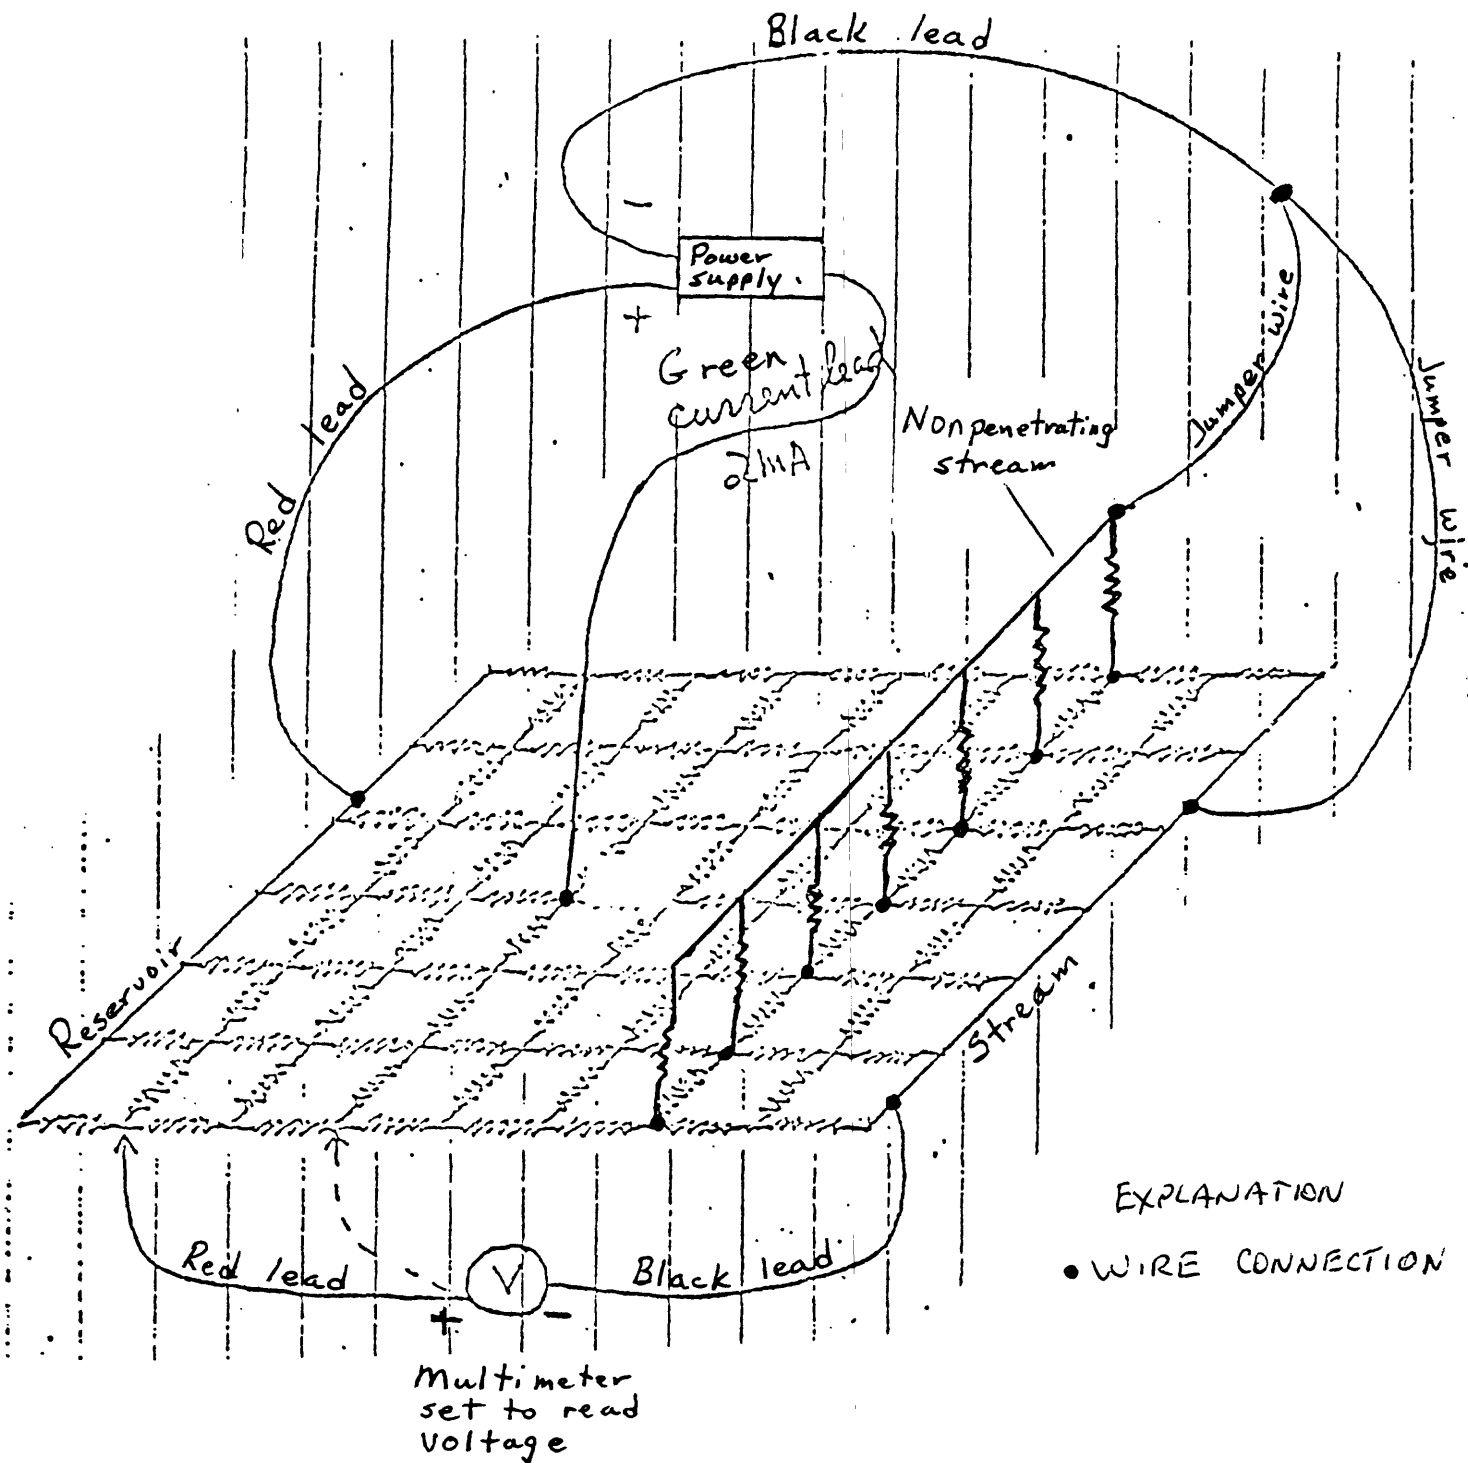 Black lead
−
Power
supply.
+
Green
current lead
2mA
Red lead
Nonpenetrating
stream
Jumper wire
Jumper wire
Reservoir
Stream
Red lead
V
Black lead
+
−
Multimeter
set to read
voltage
EXPLANATION
• WIRE CONNECTION